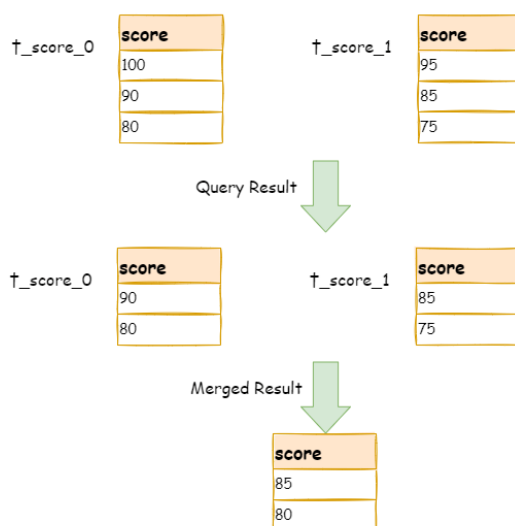 t_score_0
score
100
90
80
t_score_1
score
95
85
75
Query Result
t_score_0
score
90
80
t_score_1
score
85
75
Merged Result
score
85
80